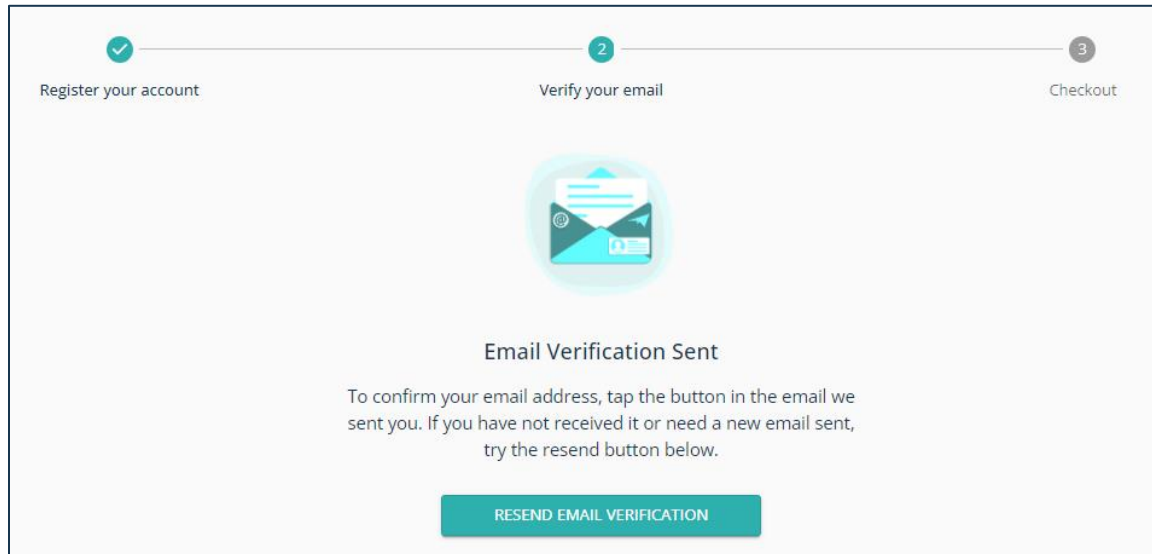 2
3
Register your account
Verify your email
Checkout
@
Email Verification Sent
To confirm your email address, tap the button in the email we
sent you. If you have not received it or need a new email sent,
try the resend button below.
RESEND EMAIL VERIFICATION